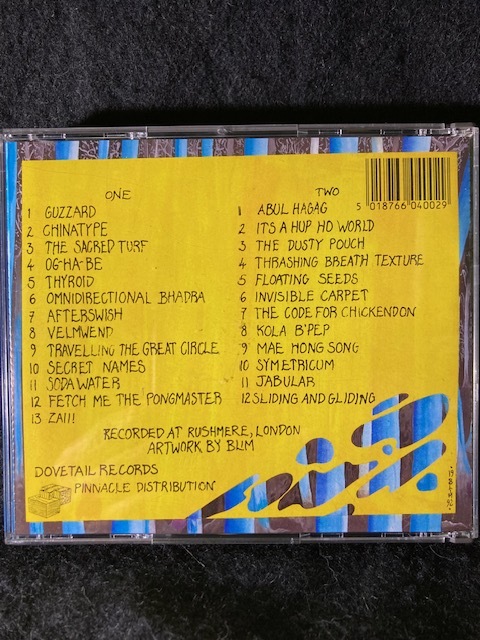 ONE
1 GUZZARD
2 CHINATYPE
3 THE SACRED TURF
4 OG-HA-BE
5 THYROID
6 OMNIDIRECTIONAL BHADRA
7 AFTERSWISH
8 VELMWEND
9 TRAVELLING THE GREAT CIRCLE
10 SECRET NAMES
11 SODA WATER
12 FETCH ME THE PONGMASTER
13 ZAII!
TWO
1 ABUL HAGAG
2 ITS A HUP HO WORLD
3 THE DUSTY POUCH
4 THRASHING BREATH TEXTURE
5 FLOATING SEEDS
6 INVISIBLE CARPET
7 THE CODE FOR CHICKENDON
8 KOLA B'PEP
9 MAE HONG SONG
10 SYMETRICUM
11 JABULAR
12 SLIDING AND GLIDING
5 018766 040029
RECORDED AT RUSHMERE, LONDON
ARTWORK BY BLIM
DOVETAIL RECORDS
PINNACLE DISTRIBUTION